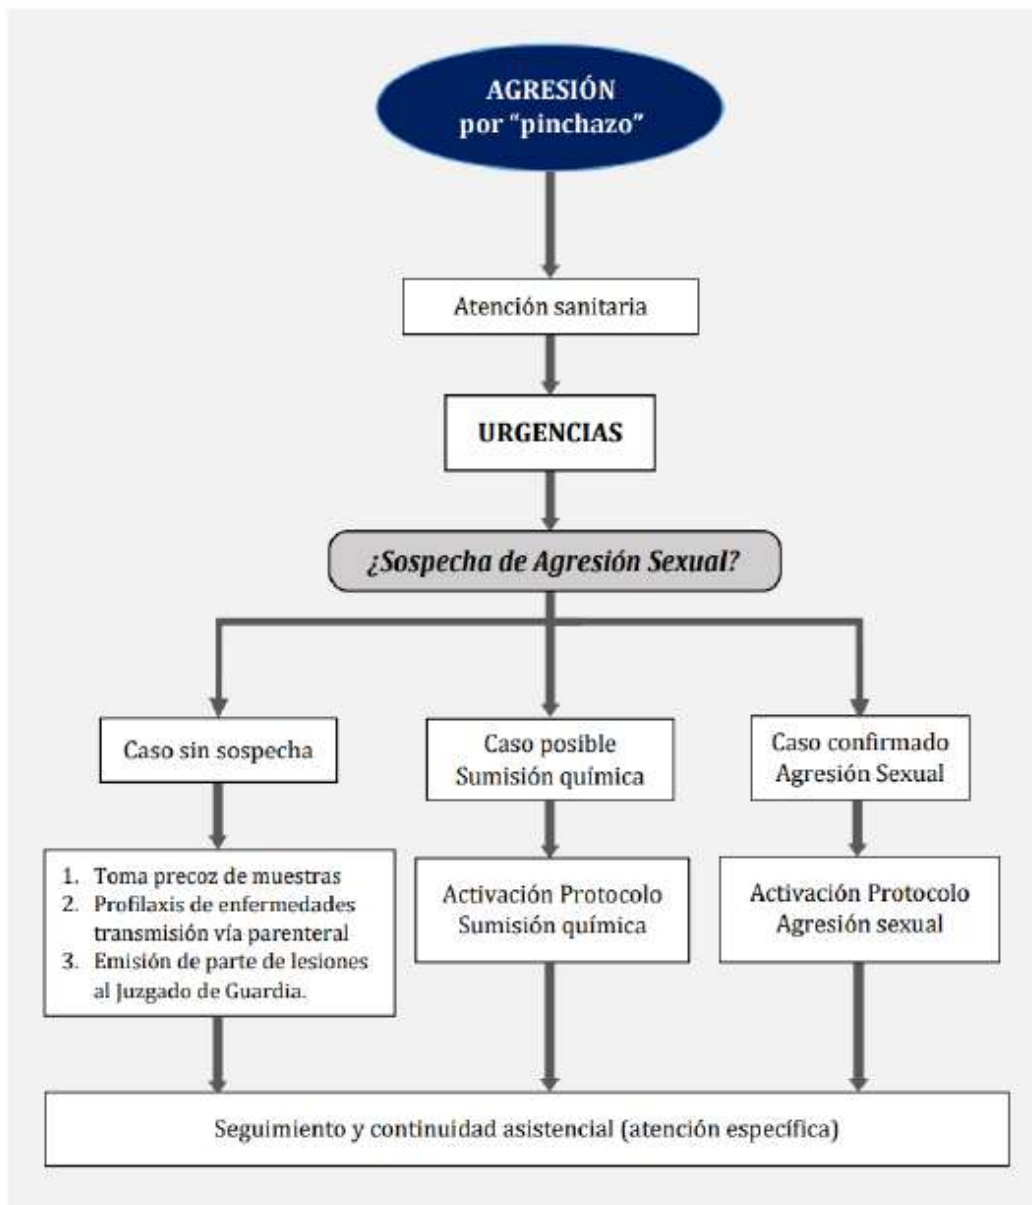 AGRESIÓN
por “pinchazo”
Atención sanitaria
URGENCIAS
¿Sospecha de Agresión Sexual?
Caso sin sospecha
Caso posible
Sumisión química
Caso confirmado
Agresión Sexual
1. Toma precoz de muestras
2. Profilaxis de enfermedades
transmisión vía parenteral
3. Emisión de parte de lesiones
al Juzgado de Guardia.
Activación Protocolo
Sumisión química
Activación Protocolo
Agresión sexual
Seguimiento y continuidad asistencial (atención específica)